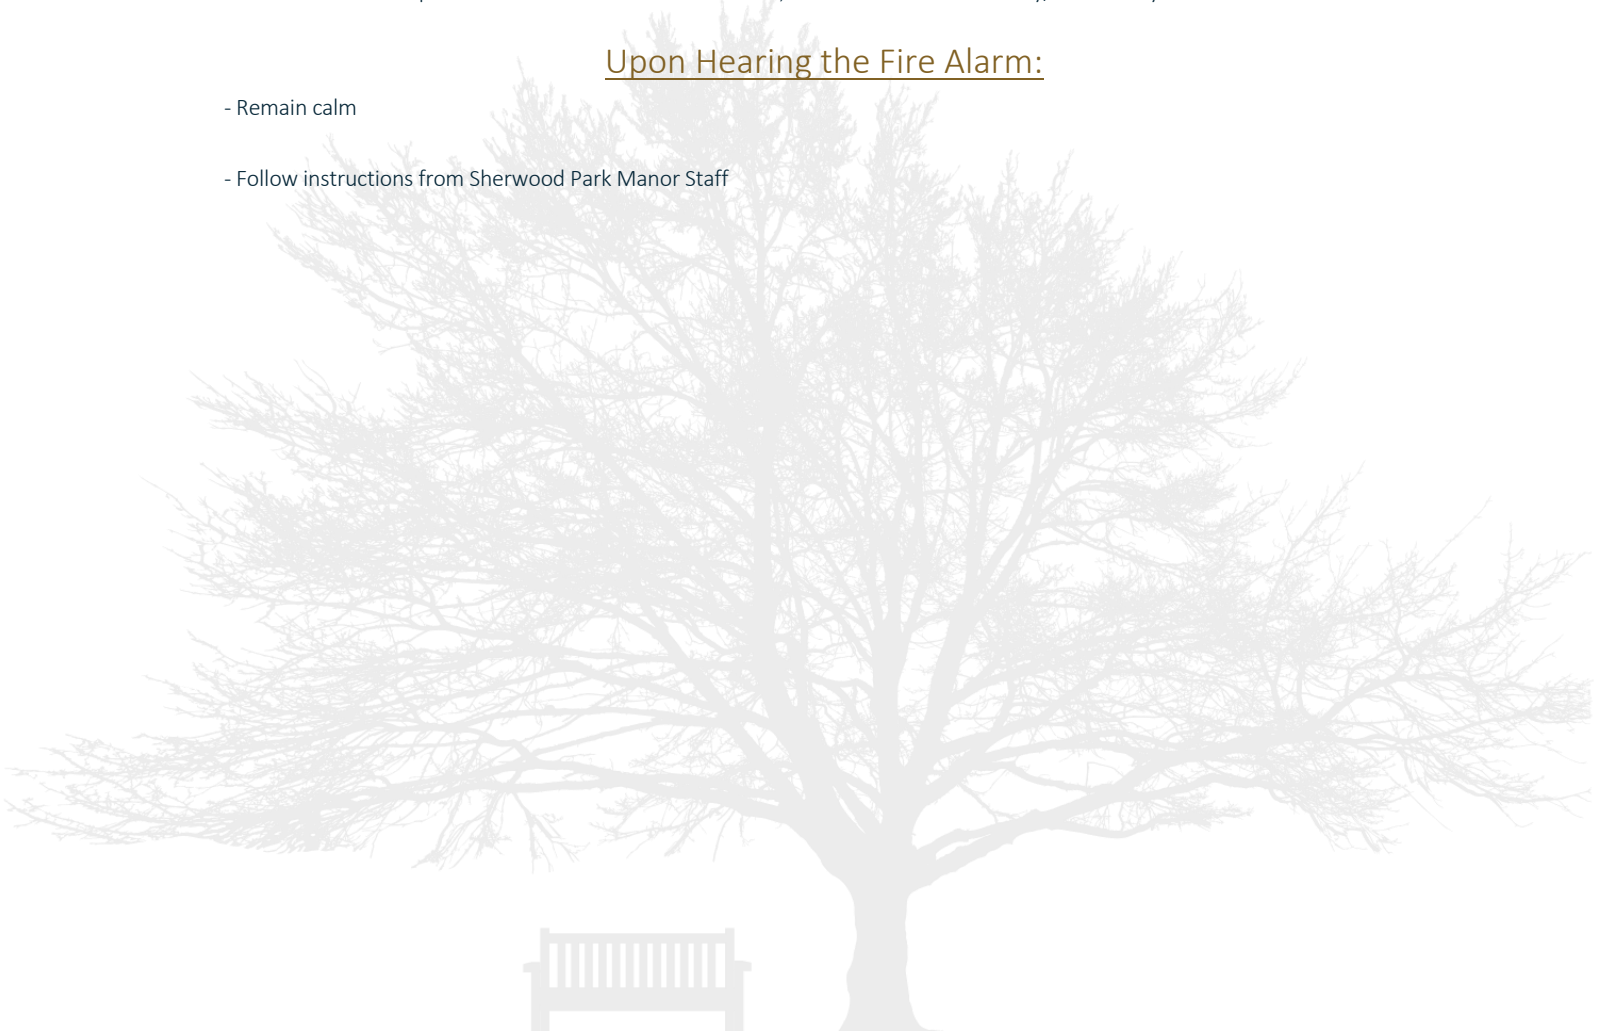 Upon Hearing the Fire Alarm:
- Remain calm
- Follow instructions from Sherwood Park Manor Staff